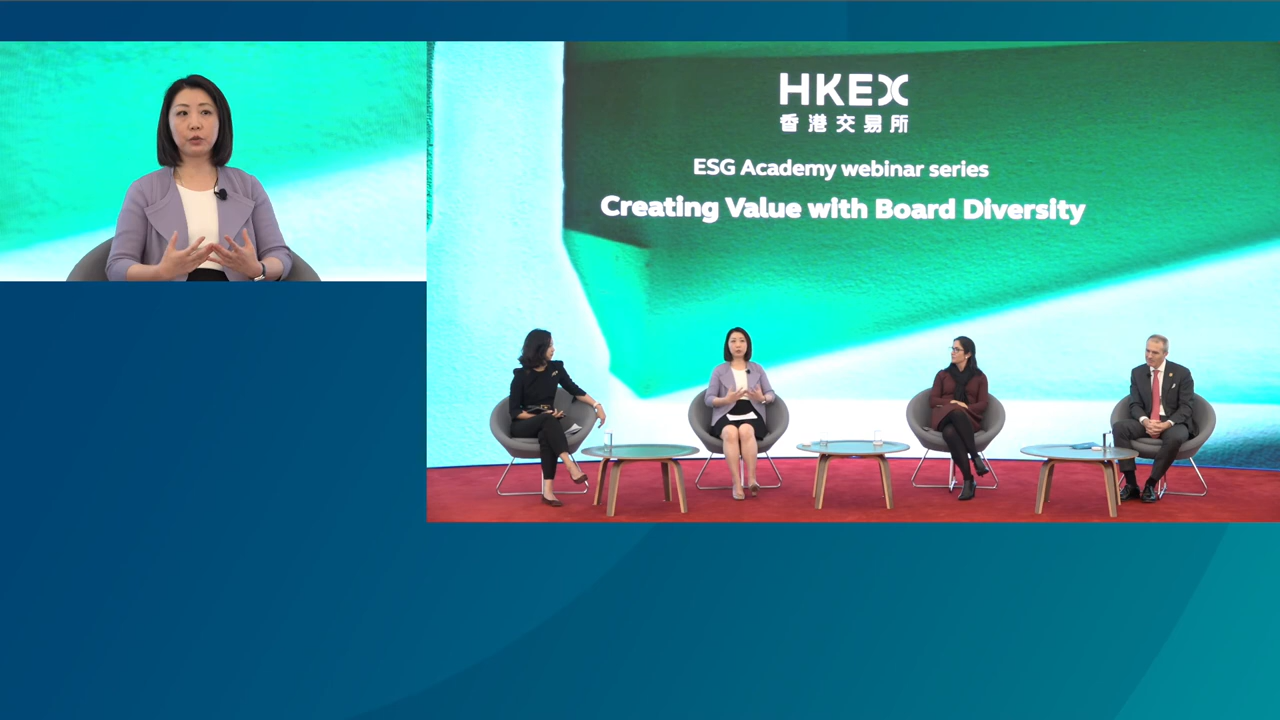 HKEX
香港交易所
ESG Academy webinar series
Creating Value with Board Diversity